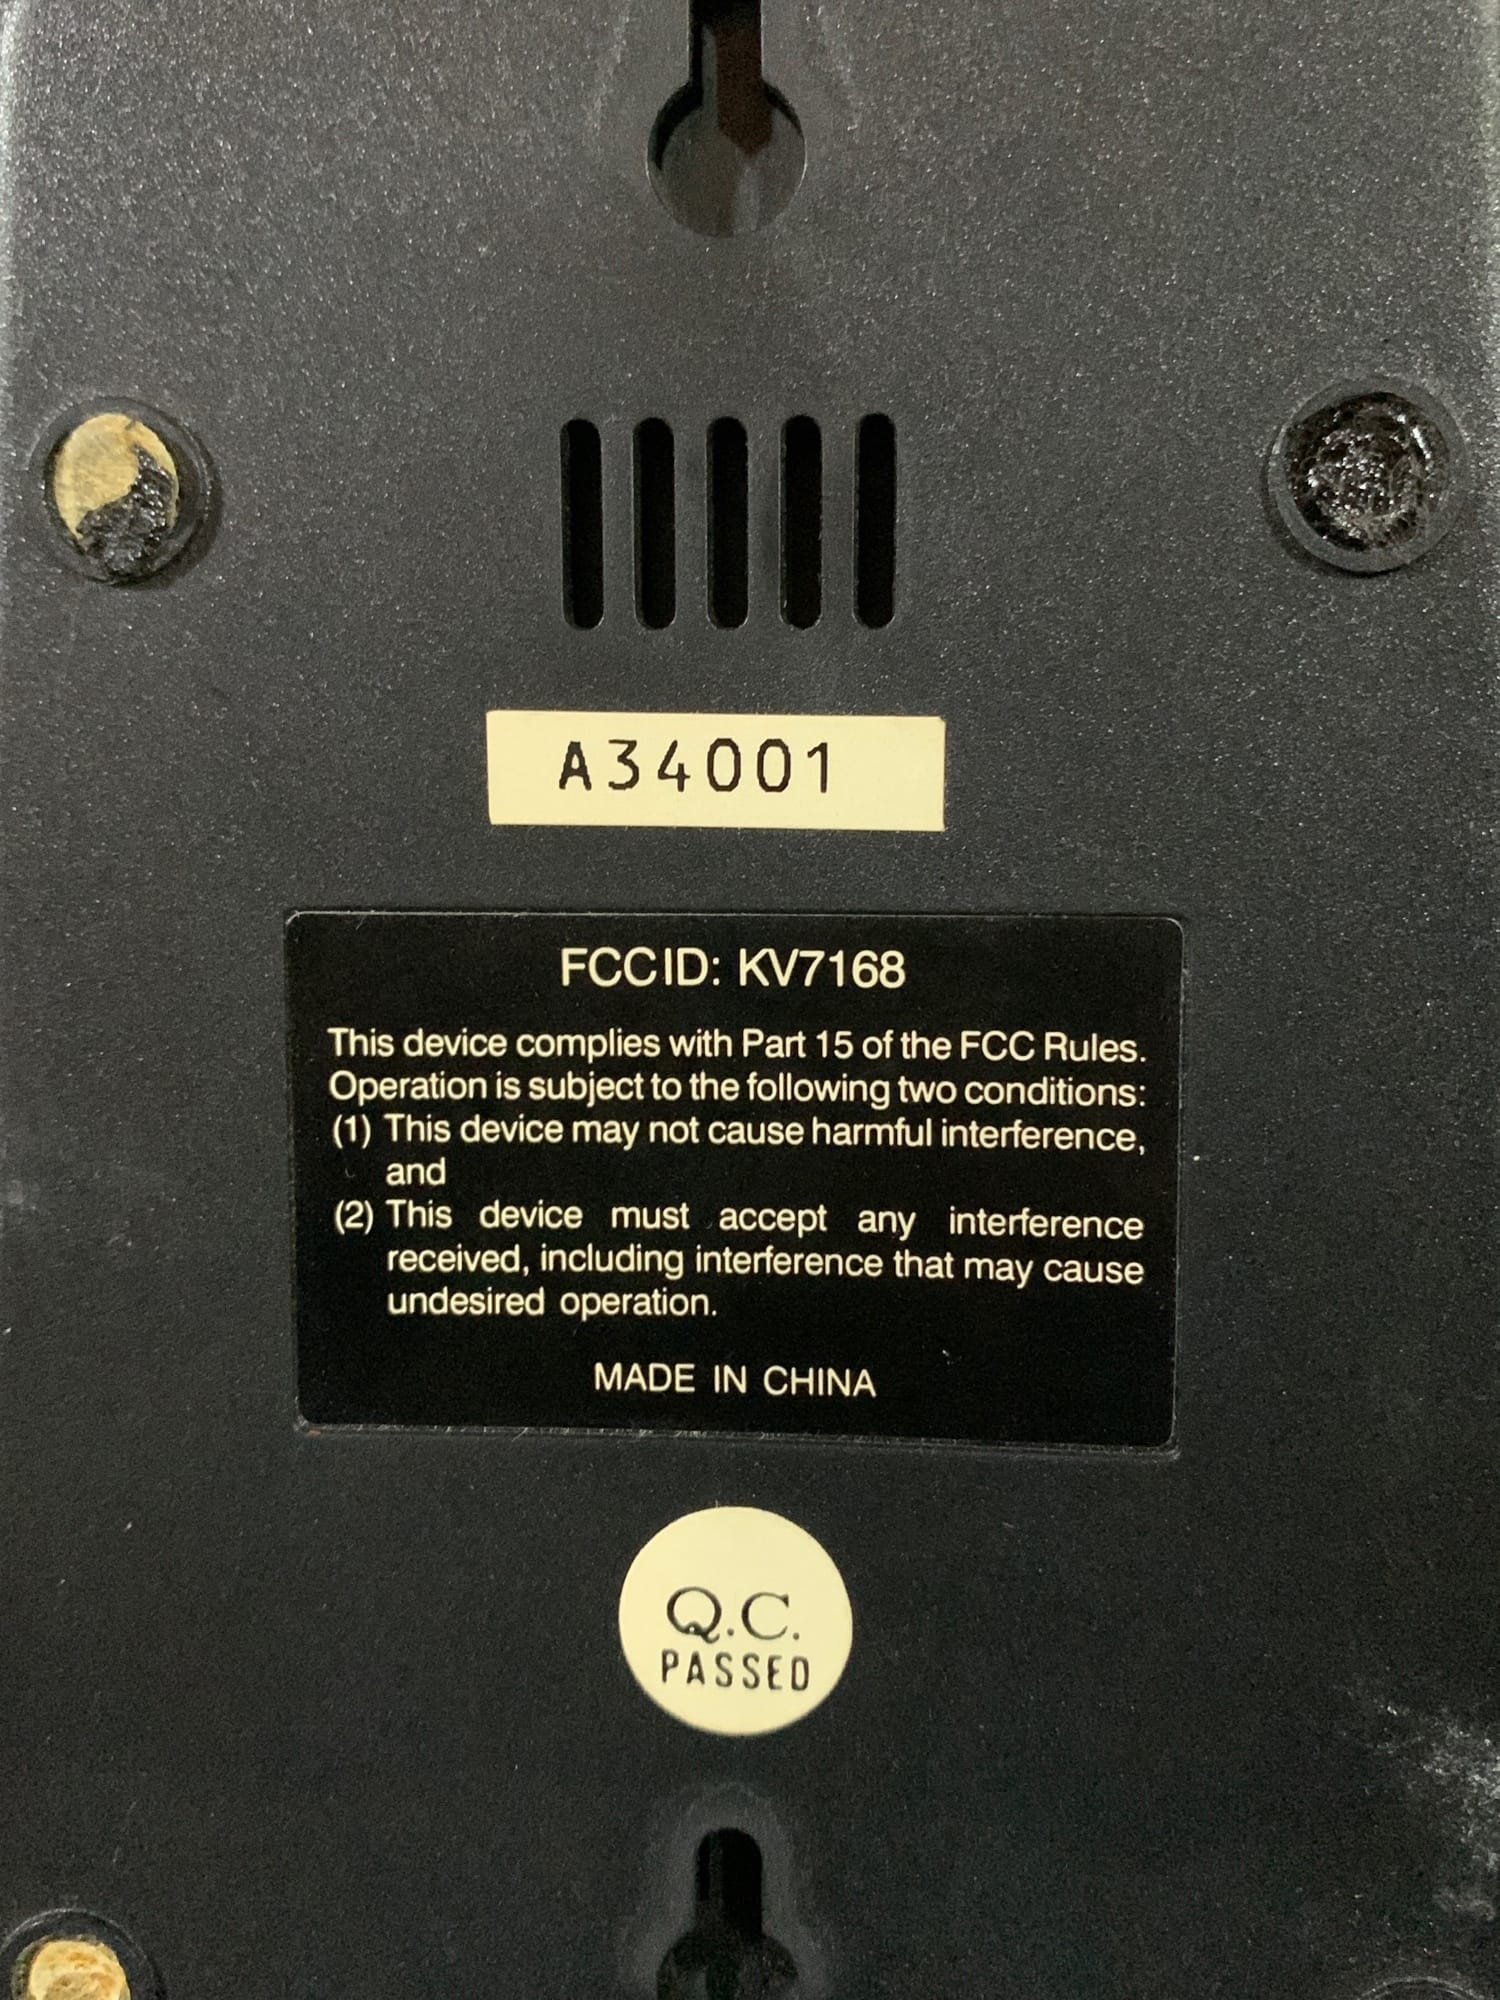 A34001
FCC ID: KV7168
This device complies with Part 15 of the FCC Rules.
Operation is subject to the following two conditions:
(1) This device may not cause harmful interference,
and
(2) This device must accept any interference
received, including interference that may cause
undesired operation.
MADE IN CHINA
Q.C.
PASSED